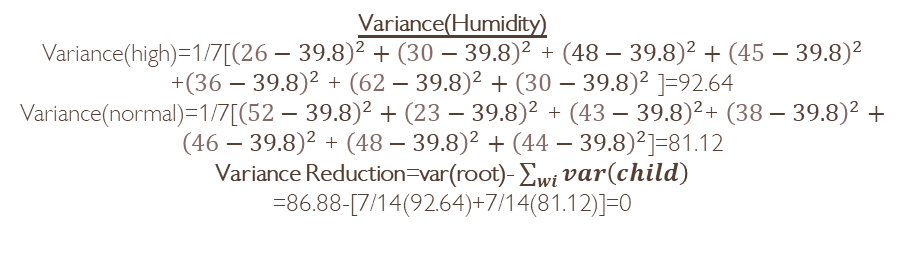 Variance(Humidity)
Variance(high)=1/7[(26 − 39.8)² + (30 − 39.8)² + (48 − 39.8)² + (45 − 39.8)²
+(36 − 39.8)² + (62 − 39.8)² + (30 − 39.8)² ]=92.64
Variance(normal)=1/7[(52 − 39.8)² + (23 − 39.8)² + (43 − 39.8)²+ (38 − 39.8)² +
(46 − 39.8)² + (48 − 39.8)² + (44 − 39.8)²]=81.12
Variance Reduction=var(root)- ∑wi var(child)
=86.88-[7/14(92.64)+7/14(81.12)]=0